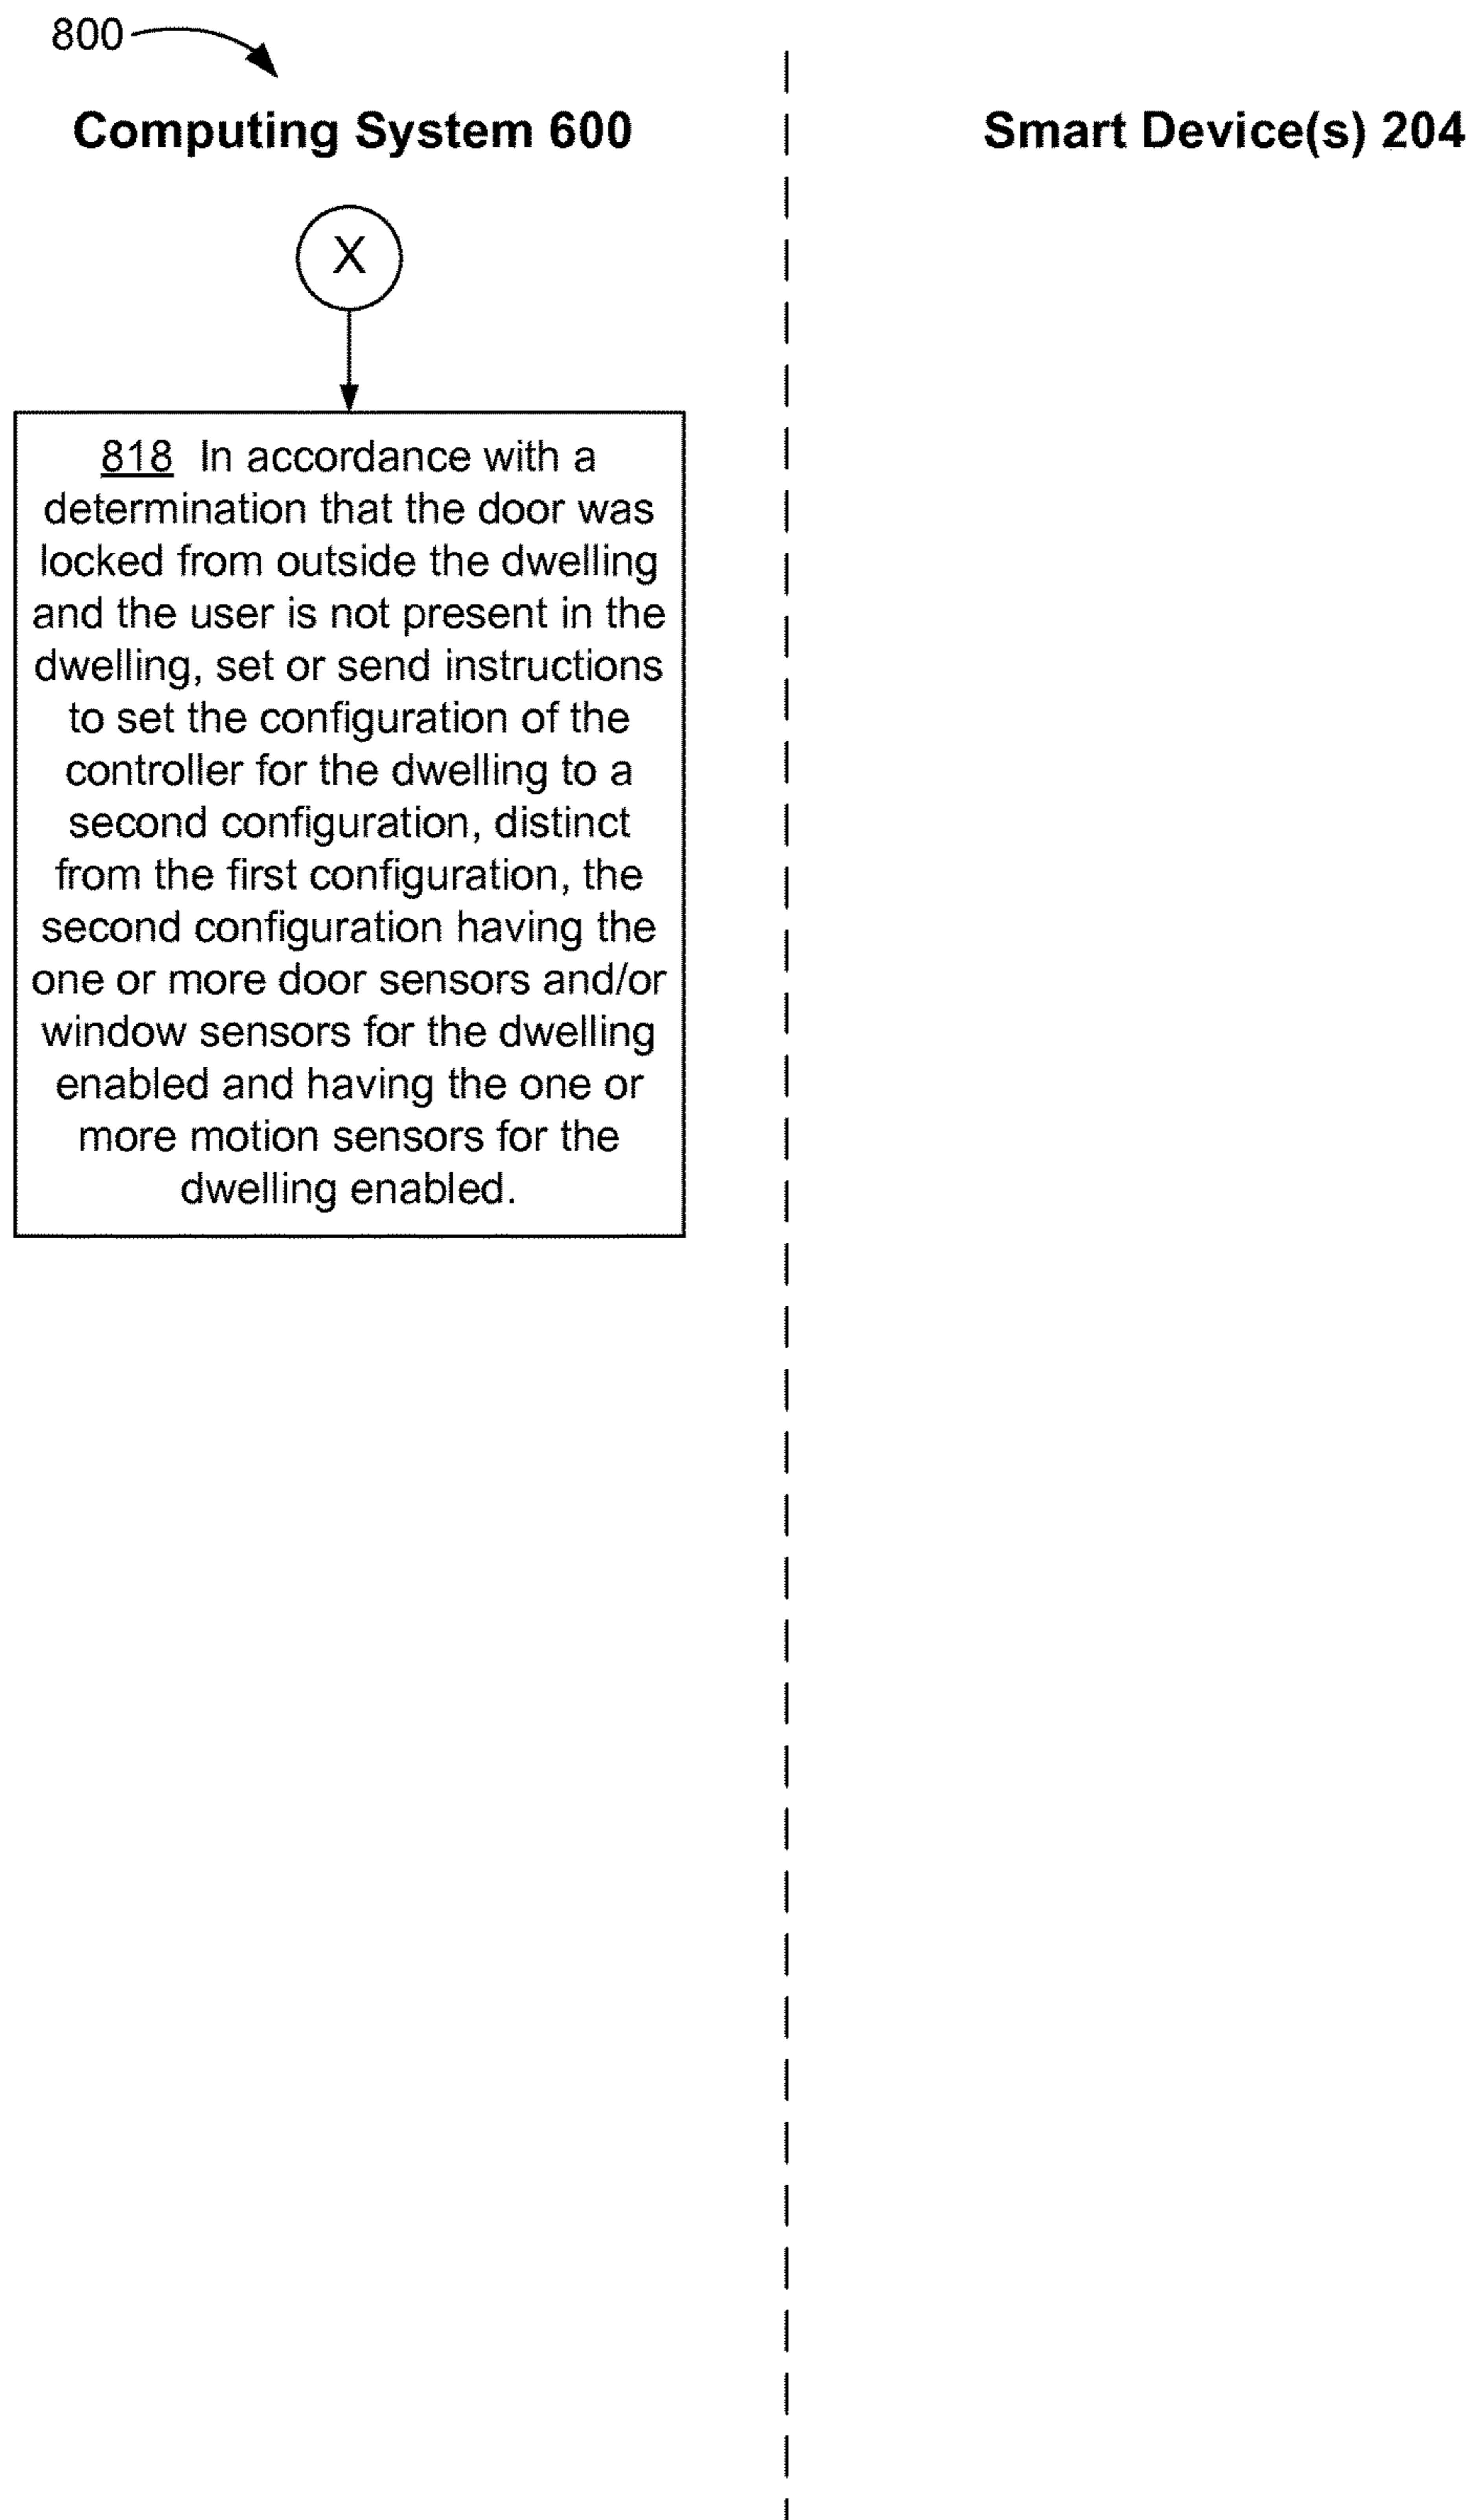 800
Computing System 600
Smart Device(s) 204
X
818 In accordance with a
determination that the door was
locked from outside the dwelling
and the user is not present in the
dwelling, set or send instructions
to set the configuration of the
controller for the dwelling to a
second configuration, distinct
from the first configuration, the
second configuration having the
one or more door sensors and/or
window sensors for the dwelling
enabled and having the one or
more motion sensors for the
dwelling enabled.